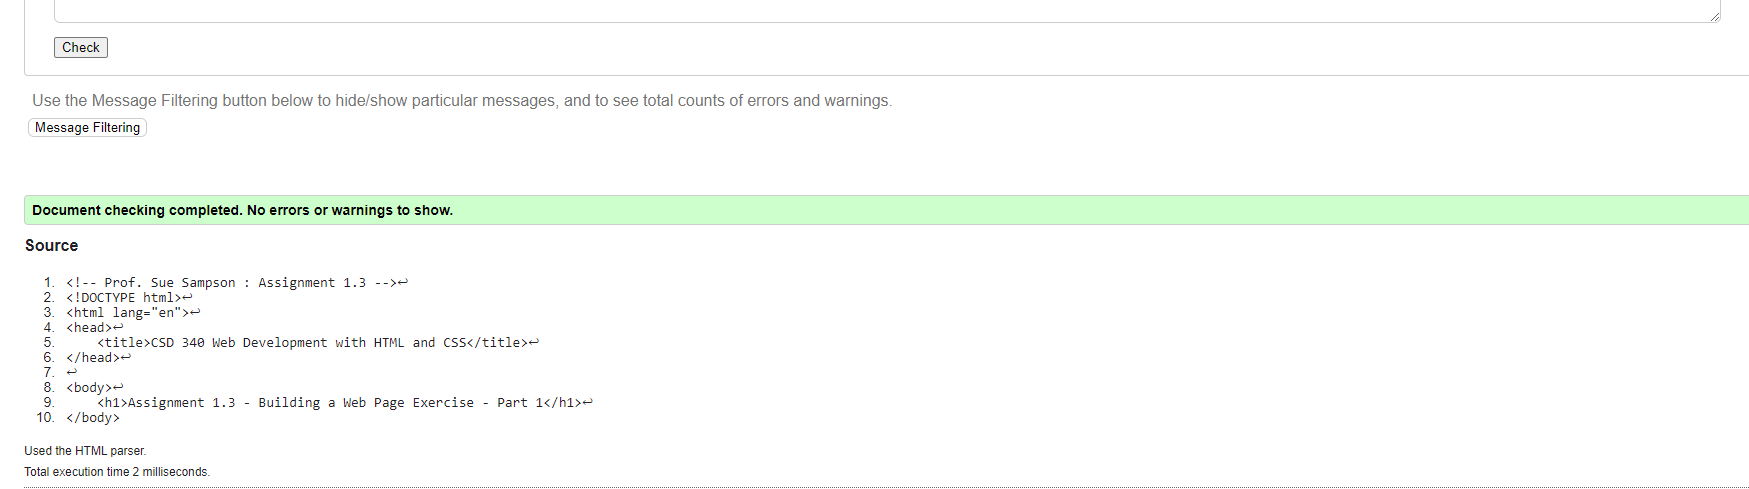 Check
Use the Message Filtering button below to hide/show particular messages, and to see total counts of errors and warnings.
Message Filtering
Document checking completed. No errors or warnings to show.
Source
1. <!-- Prof. Sue Sampson : Assignment 1.3 -->↩
2. <!DOCTYPE html>↩
3. <html lang="en">↩
4. <head>↩
5.     <title>CSD 340 Web Development with HTML and CSS</title>↩
6. </head>↩
7. ↩
8. <body>↩
9.     <h1>Assignment 1.3 - Building a Web Page Exercise - Part 1</h1>↩
10. </body>
Used the HTML parser.
Total execution time 2 milliseconds.